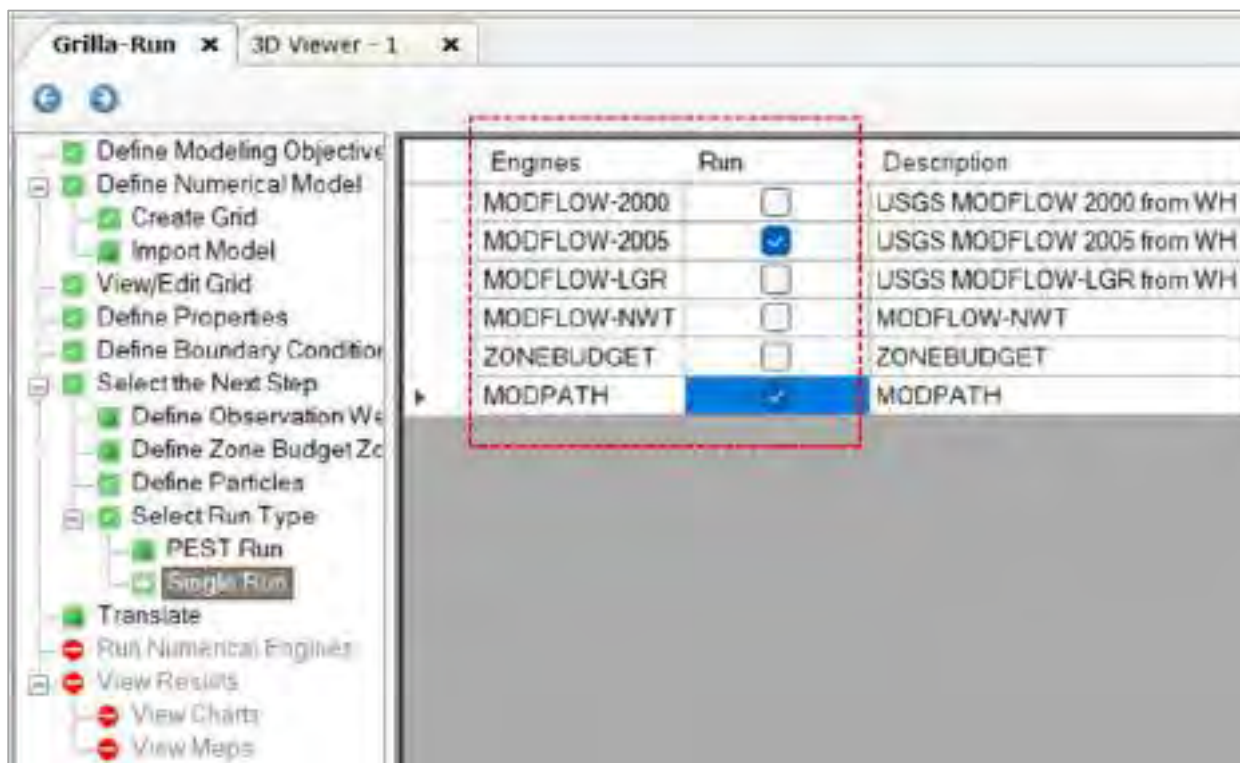 Grilla-Run
3D Viewer - 1
Define Modeling Objective
Define Numerical Model
Create Grid
Import Model
View/Edit Grid
Define Properties
Define Boundary Condition
Select the Next Step
Define Observation We
Define Zone Budget Zo
Define Particles
Select Run Type
PEST Run
Single Run
Translate
Run Numerical Engines
View Results
View Charts
View Maps
Engines Run Description
MODFLOW-2000 USGS MODFLOW 2000 from WH
MODFLOW-2005 USGS MODFLOW 2005 from WH
MODFLOW-LGR USGS MODFLOW-LGR from WH
MODFLOW-NWT MODFLOW-NWT
ZONEBUDGET ZONEBUDGET
MODPATH MODPATH